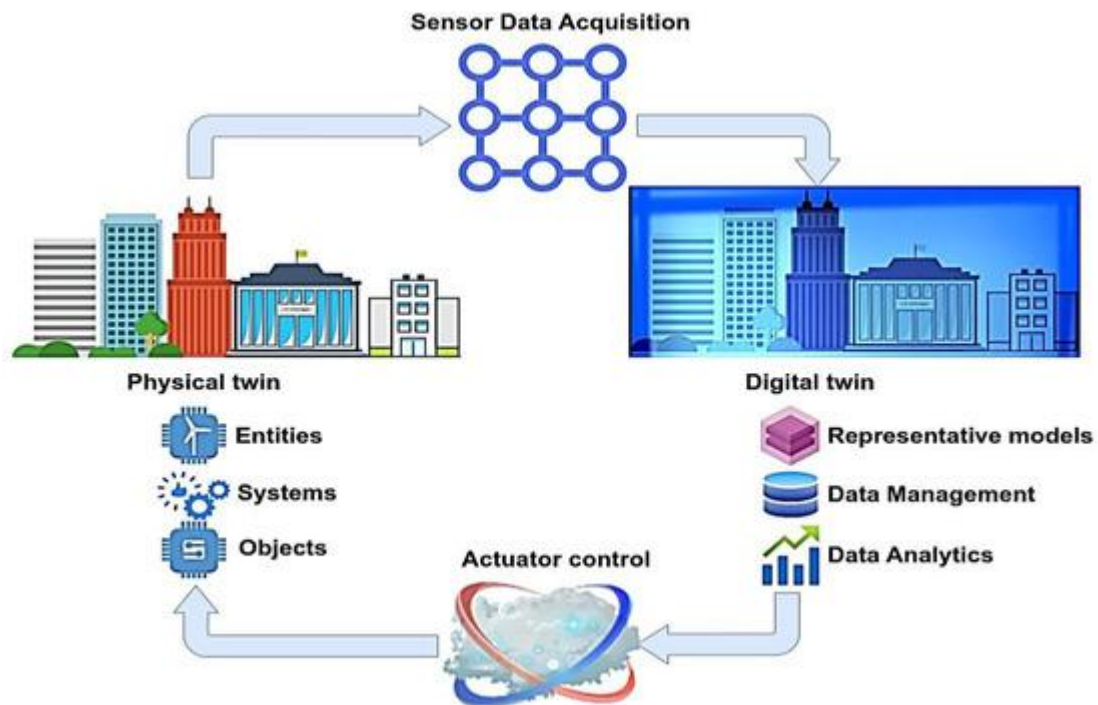 Sensor Data Acquisition
Physical twin
Digital twin
Entities
Representative models
Systems
Data Management
Objects
Data Analytics
Actuator control